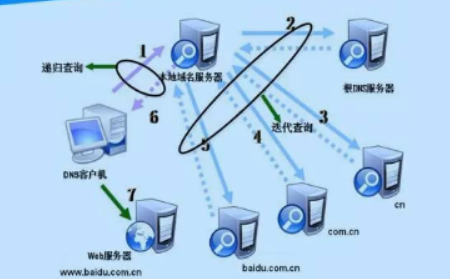 1
2
递归查询
本地域名服务器
根DNS服务器
6
3
迭代查询
4
5
DNS客户机
7
cn
com.cn
Web服务器
baidu.com.cn
www.baidu.com.cn